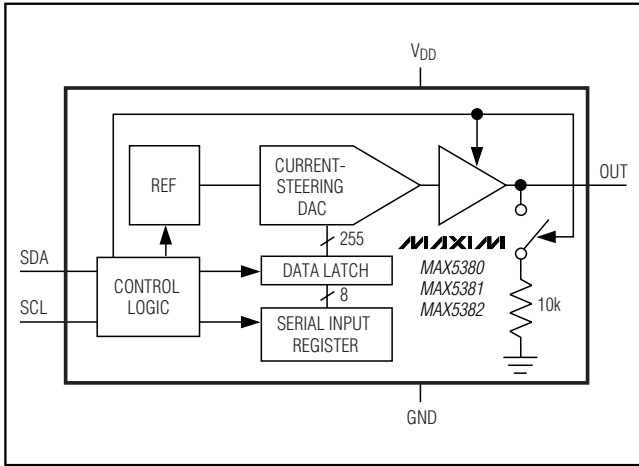 VDD
REF
CURRENT-
STEERING
DAC
OUT
255
MAXIM
MAX5380
MAX5381
MAX5382
SDA
SCL
CONTROL
LOGIC
DATA LATCH
8
SERIAL INPUT
REGISTER
10k
GND